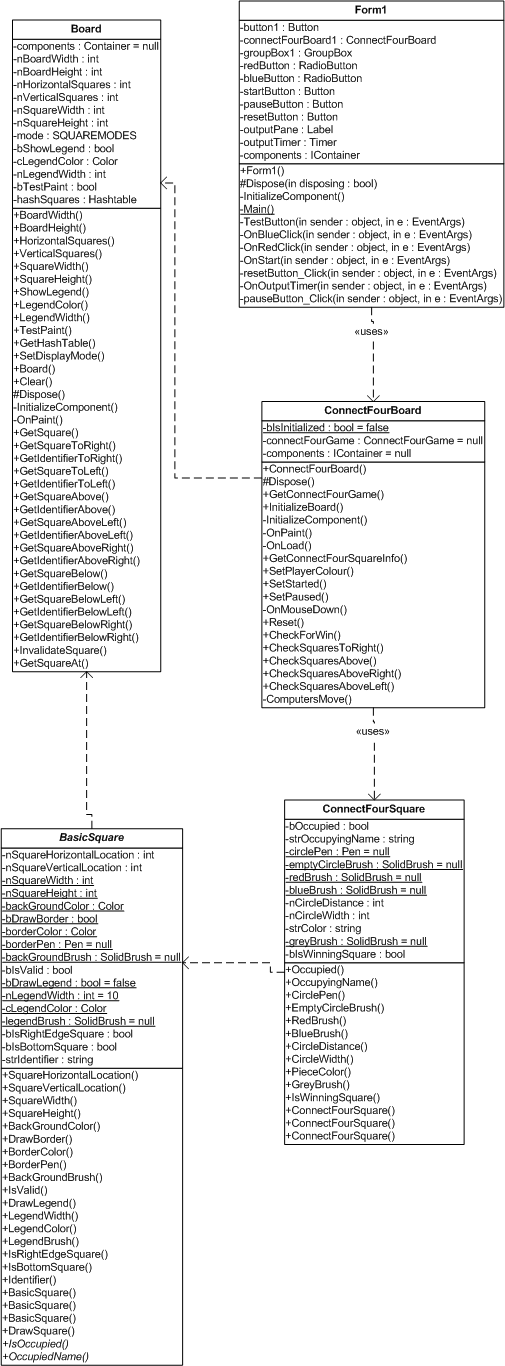 Board
-components : Container = null
-nBoardWidth : int
-nBoardHeight : int
-nHorizontalSquares : int
-nVerticalSquares : int
-nSquareWidth : int
-nSquareHeight : int
-mode : SQUAREMODES
-bShowLegend : bool
-cLegendColor : Color
-nLegendWidth : int
-bTestPaint : bool
-hashSquares : Hashtable
+BoardWidth()
+BoardHeight()
+HorizontalSquares()
+VerticalSquares()
+SquareWidth()
+SquareHeight()
+ShowLegend()
+LegendColor()
+LegendWidth()
+TestPaint()
+GetHashTable()
+SetDisplayMode()
+Board()
+Clear()
#Dispose()
-InitializeComponent()
-OnPaint()
+GetSquare()
+GetSquareToRight()
+GetIdentifierToRight()
+GetSquareToLeft()
+GetIdentifierToLeft()
+GetSquareAbove()
+GetIdentifierAbove()
+GetSquareAboveLeft()
+GetIdentifierAboveLeft()
+GetSquareAboveRight()
+GetIdentifierAboveRight()
+GetSquareBelow()
+GetIdentifierBelow()
+GetSquareBelowLeft()
+GetIdentifierBelowLeft()
+GetSquareBelowRight()
+GetIdentifierBelowRight()
+InvalidateSquare()
+GetSquareAt()
Form1
-button1 : Button
-connectFourBoard1 : ConnectFourBoard
-groupBox1 : GroupBox
-redButton : RadioButton
-blueButton : RadioButton
-startButton : Button
-pauseButton : Button
-resetButton : Button
-outputPane : Label
-outputTimer : Timer
-components : IContainer
+Form1()
#Dispose(in disposing : bool)
-InitializeComponent()
-Main()
-TestButton(in sender : object, in e : EventArgs)
-OnBlueClick(in sender : object, in e : EventArgs)
-OnRedClick(in sender : object, in e : EventArgs)
-OnStart(in sender : object, in e : EventArgs)
-resetButton_Click(in sender : object, in e : EventArgs)
-OnOutputTimer(in sender : object, in e : EventArgs)
-pauseButton_Click(in sender : object, in e : EventArgs)
«uses»
ConnectFourBoard
-bIsInitialized : bool = false
-connectFourGame : ConnectFourGame = null
-components : IContainer = null
+ConnectFourBoard()
#Dispose()
+GetConnectFourGame()
+InitializeBoard()
-InitializeComponent()
-OnPaint()
-OnLoad()
+GetConnectFourSquareInfo()
+SetPlayerColour()
+SetStarted()
+SetPaused()
-OnMouseDown()
+Reset()
+CheckForWin()
+CheckSquaresToRight()
+CheckSquaresAbove()
+CheckSquaresAboveRight()
+CheckSquaresAboveLeft()
-ComputersMove()
«uses»
ConnectFourSquare
-bOccupied : bool
-strOccupyingName : string
-circlePen : Pen = null
-emptyCircleBrush : SolidBrush = null
-redBrush : SolidBrush = null
-blueBrush : SolidBrush = null
-nCircleDistance : int
-nCircleWidth : int
-strColor : string
-greyBrush : SolidBrush = null
-bIsWinningSquare : bool
+Occupied()
+OccupyingName()
+CirclePen()
+EmptyCircleBrush()
+RedBrush()
+BlueBrush()
+CircleDistance()
+CircleWidth()
+PieceColor()
+GreyBrush()
+IsWinningSquare()
+ConnectFourSquare()
+ConnectFourSquare()
+ConnectFourSquare()
BasicSquare
-nSquareHorizontalLocation : int
-nSquareVerticalLocation : int
-nSquareWidth : int
-nSquareHeight : int
-backGroundColor : Color
-bDrawBorder : bool
-borderColor : Color
-borderPen : Pen = null
-backGroundBrush : SolidBrush = null
-bIsValid : bool
-bDrawLegend : bool = false
-nLegendWidth : int = 10
-cLegendColor : Color
-legendBrush : SolidBrush = null
-bIsRightEdgeSquare : bool
-bIsBottomSquare : bool
-strIdentifier : string
+SquareHorizontalLocation()
+SquareVerticalLocation()
+SquareWidth()
+SquareHeight()
+BackGroundColor()
+DrawBorder()
+BorderColor()
+BorderPen()
+BackGroundBrush()
+IsValid()
+DrawLegend()
+LegendWidth()
+LegendColor()
+LegendBrush()
+IsRightEdgeSquare()
+IsBottomSquare()
+Identifier()
+BasicSquare()
+BasicSquare()
+BasicSquare()
+DrawSquare()
+IsOccupied()
+OccupiedName()